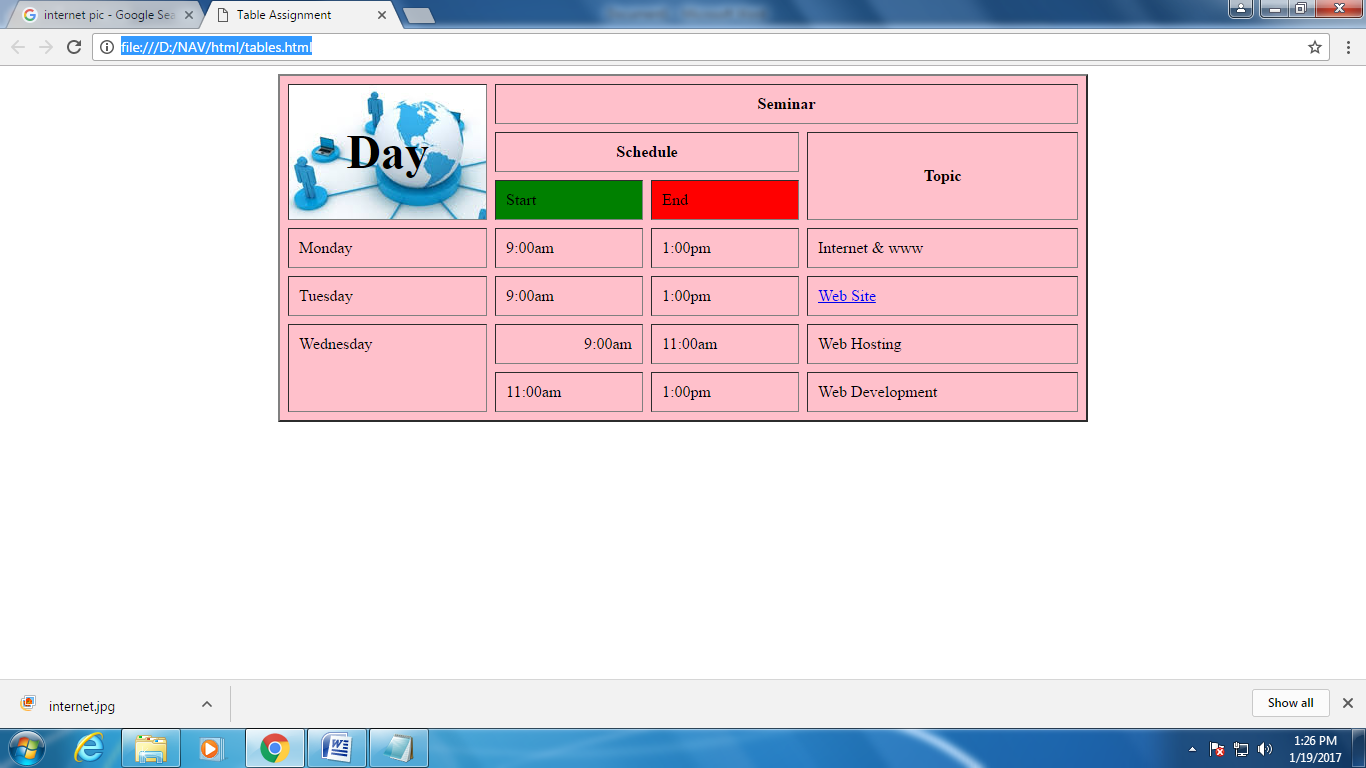 internet pic - Google Sea
Table Assignment
file:///D:/NAV/html/tables.html
Day
Seminar
Schedule
Topic
Start
End
Monday
9:00am
1:00pm
Internet & www
Tuesday
9:00am
1:00pm
Web Site
Wednesday
9:00am
11:00am
Web Hosting
11:00am
1:00pm
Web Development
internet.jpg
Show all
1:26 PM
1/19/2017